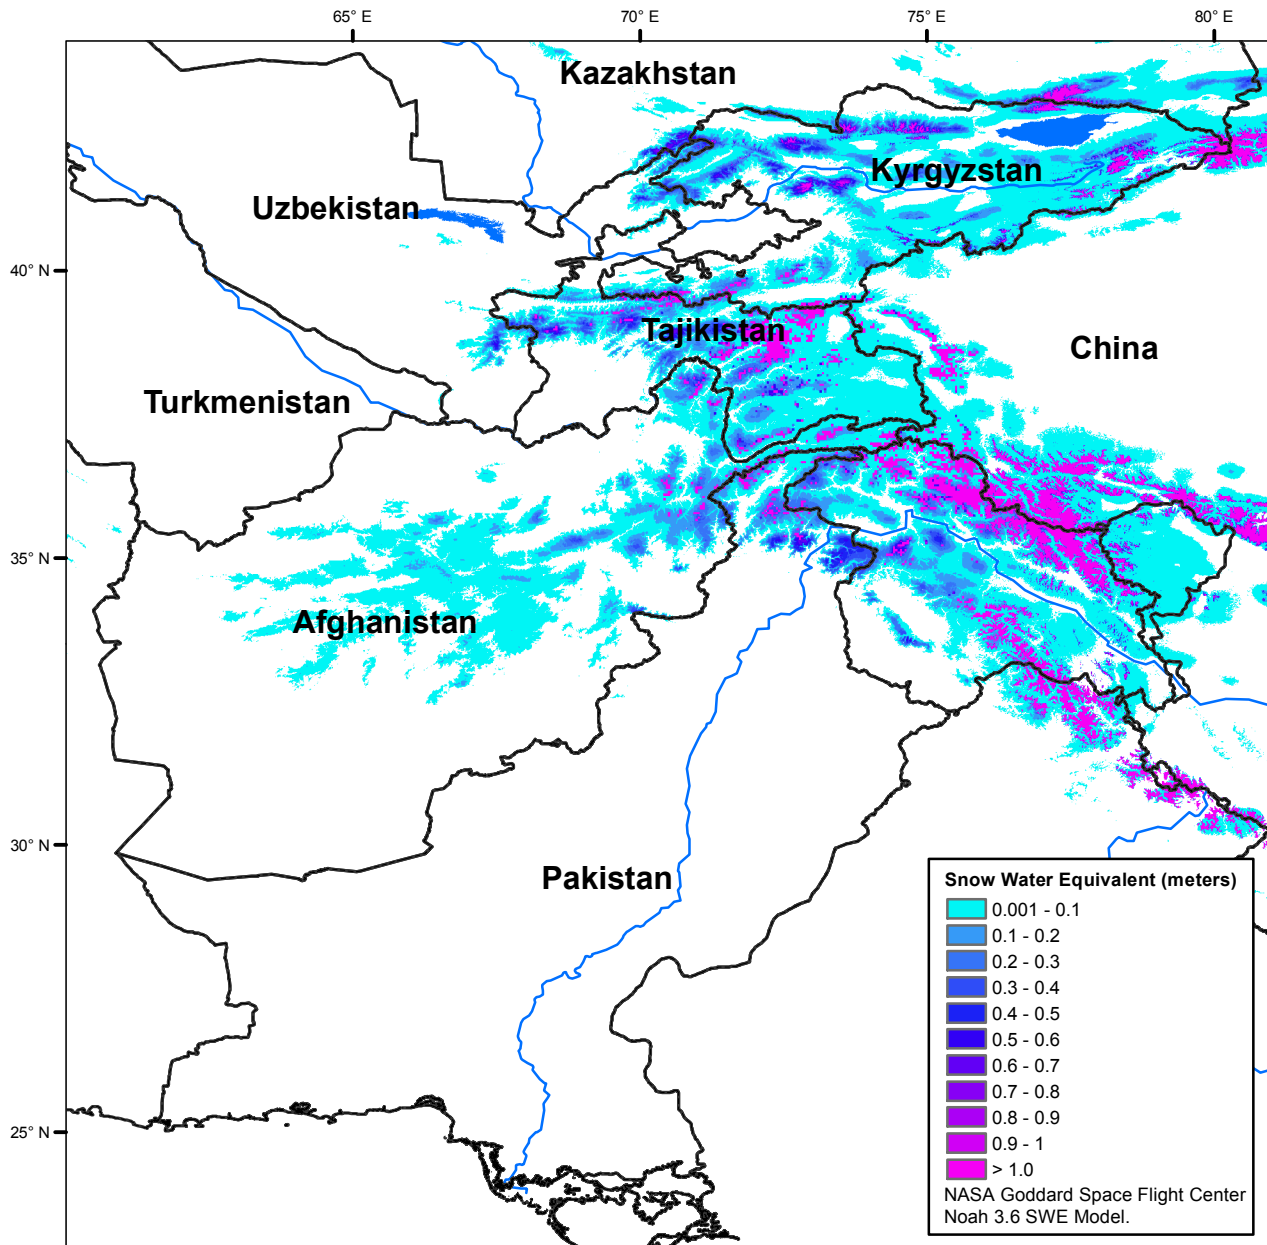 65° E
70° E
75° E
80° E
Kazakhstan
Kyrgyzstan
Uzbekistan
40° N
Tajikistan
China
Turkmenistan
35° N
Afghanistan
30° N
Pakistan
25° N
Snow Water Equivalent (meters)
0.001 - 0.1
0.1 - 0.2
0.2 - 0.3
0.3 - 0.4
0.4 - 0.5
0.5 - 0.6
0.6 - 0.7
0.7 - 0.8
0.8 - 0.9
0.9 - 1
> 1.0
NASA Goddard Space Flight Center
Noah 3.6 SWE Model.